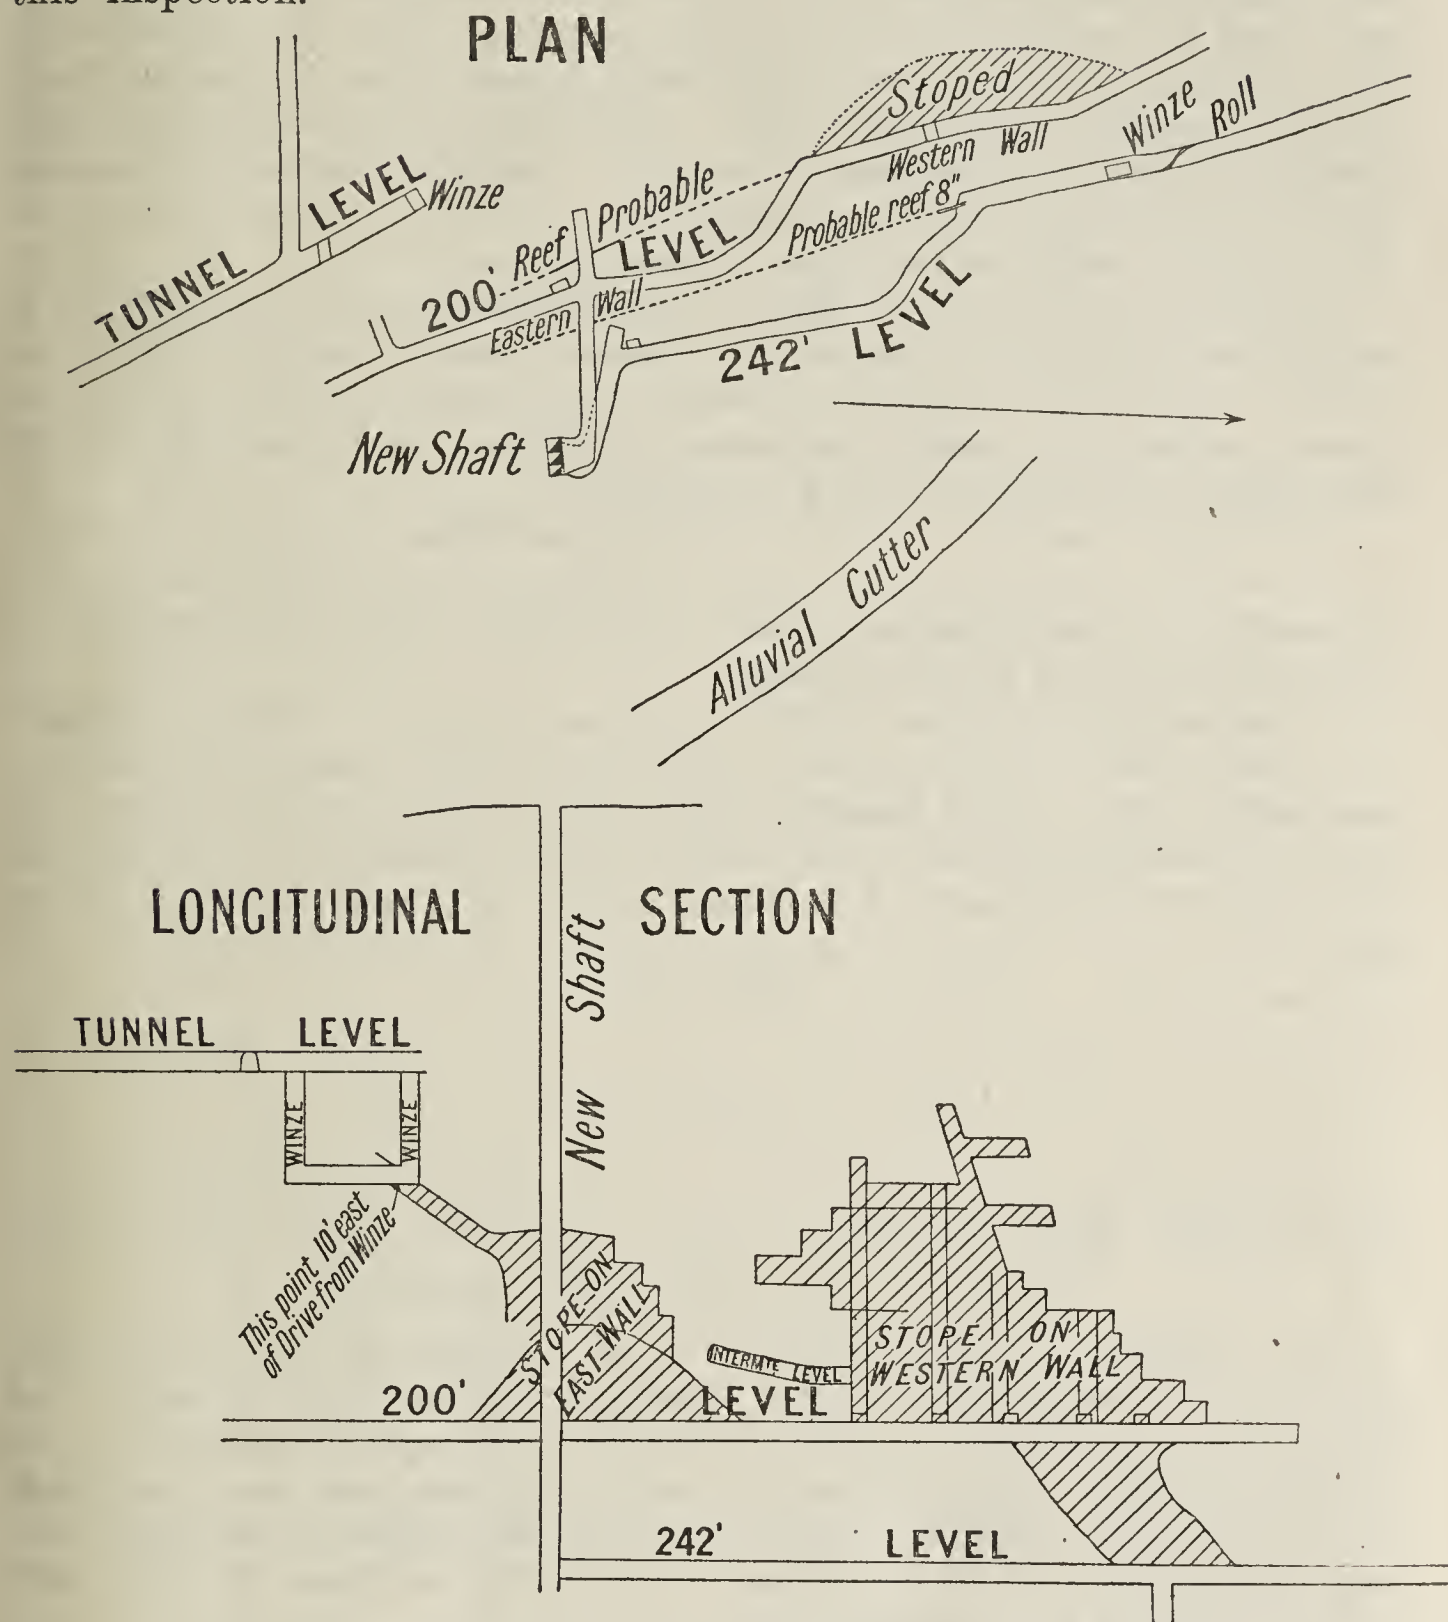 this inspection.
PLAN
Stoped
Winze Roll
Western Wall
TUNNEL LEVEL Winze
Reef Probable
Probable reef 8"
200' LEVEL
Eastern Wall
242' LEVEL
New Shaft
Alluvial Gutter
LONGITUDINAL SECTION
New Shaft
TUNNEL LEVEL
WINZE
WINZE
This point 10' east
of Drive from Winze
STOPE ON
EAST WALL
INTERMTE LEVEL
STOPE ON
WESTERN WALL
200' LEVEL
242' LEVEL